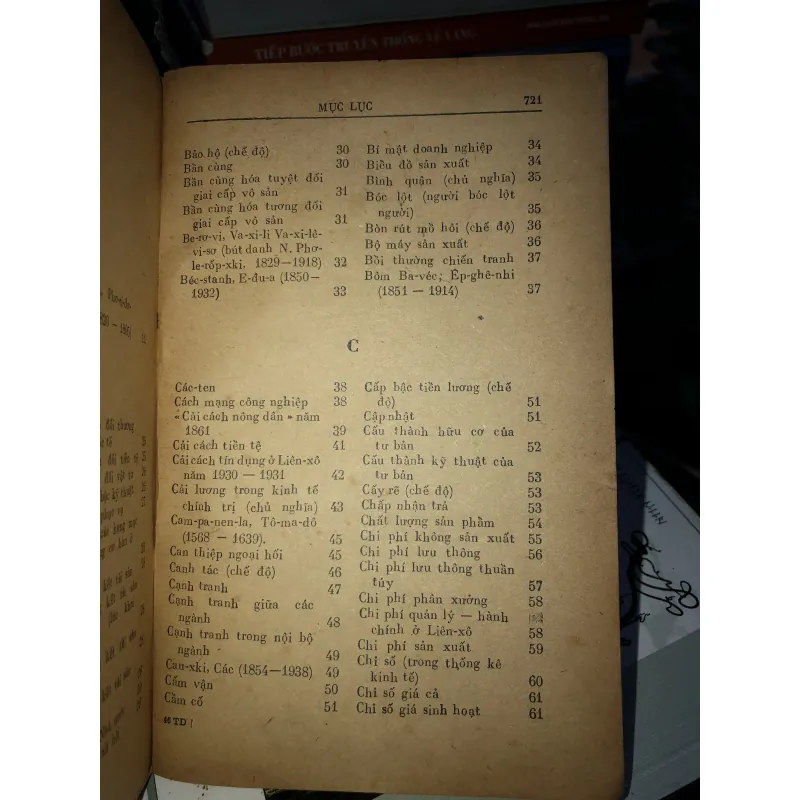 TIẾP BƯỚC TRUYỀN THỐNG VẺ VANG
MỤC LỤC 721
Bảo hộ (chế độ) 30
Bần cùng 30
Bần cùng hóa tuyệt đối
giai cấp vô sản 31
Bần cùng hóa tương đối
giai cấp vô sản 31
Be-rơ-vi, Va-xi-li Va-xi-lê-
vi-sơ (bút danh N. Phơ-
le-rốp-xki, 1829—1918) 32
Béc-stanh, E-đu-a (1850—
1932) 33
Bí mật doanh nghiệp 34
Biểu đồ sản xuất 34
Bình quân (chủ nghĩa) 35
Bóc lột (người bóc lột
người) 35
Bòn rút mồ hôi (chế độ) 36
Bộ máy sản xuất 36
Bồi thường chiến tranh 37
Bôm Ba-véc, Ép-ghê-nhi
(1851 — 1914) 37
C
Các-ten 38
Cách mạng công nghiệp 38
« Cải cách nông dân » năm
1861 39
Cải cách tiền tệ 41
Cải cách tín dụng ở Liên-xô
năm 1930 — 1931 42
Cải lương trong kinh tế
chính trị (chủ nghĩa) 43
Cam-pa-nen-la, Tô-ma-dô
(1568 — 1639). 45
Can thiệp ngoại hối 45
Canh tác (chế độ) 46
Cạnh tranh 47
Cạnh tranh giữa các
ngành 48
Cạnh tranh trong nội bộ
ngành 49
Cau-xki, Các (1854—1938) 49
Cấm vận 50
Cầm cố 51
46 TD
Cấp bậc tiền lương (chế
độ) 51
Cập nhật 51
Cấu thành hữu cơ của
tư bản 52
Cấu thành kỹ thuật của
tư bản 53
Cấy rẽ (chế độ) 53
Chấp nhận trả 53
Chất lượng sản phẩm 54
Chi phí không sản xuất 55
Chi phí lưu thông 56
Chi phí lưu thông thuần
túy 57
Chi phí phân xưởng 58
Chi phí quản lý — hành
chính ở Liên-xô 58
Chi phí sản xuất 59
Chỉ số (trong thống kê
kinh tế) 60
Chỉ số giá cả 61
Chỉ số giá sinh hoạt 61